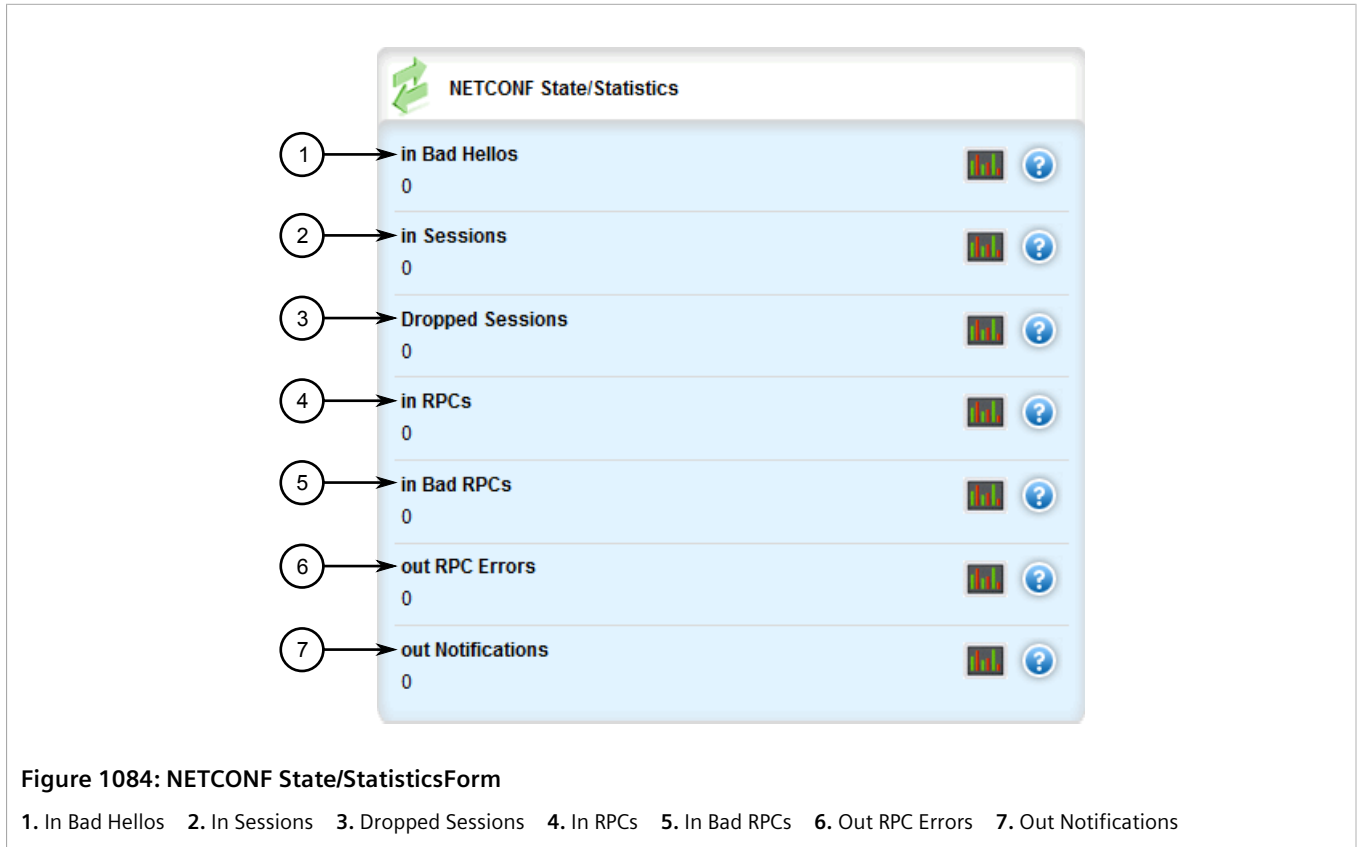 NETCONF State/Statistics
1
in Bad Hellos
0
2
in Sessions
0
3
Dropped Sessions
0
4
in RPCs
0
5
in Bad RPCs
0
6
out RPC Errors
0
7
out Notifications
0
Figure 1084: NETCONF State/StatisticsForm
1. In Bad Hellos 2. In Sessions 3. Dropped Sessions 4. In RPCs 5. In Bad RPCs 6. Out RPC Errors 7. Out Notifications